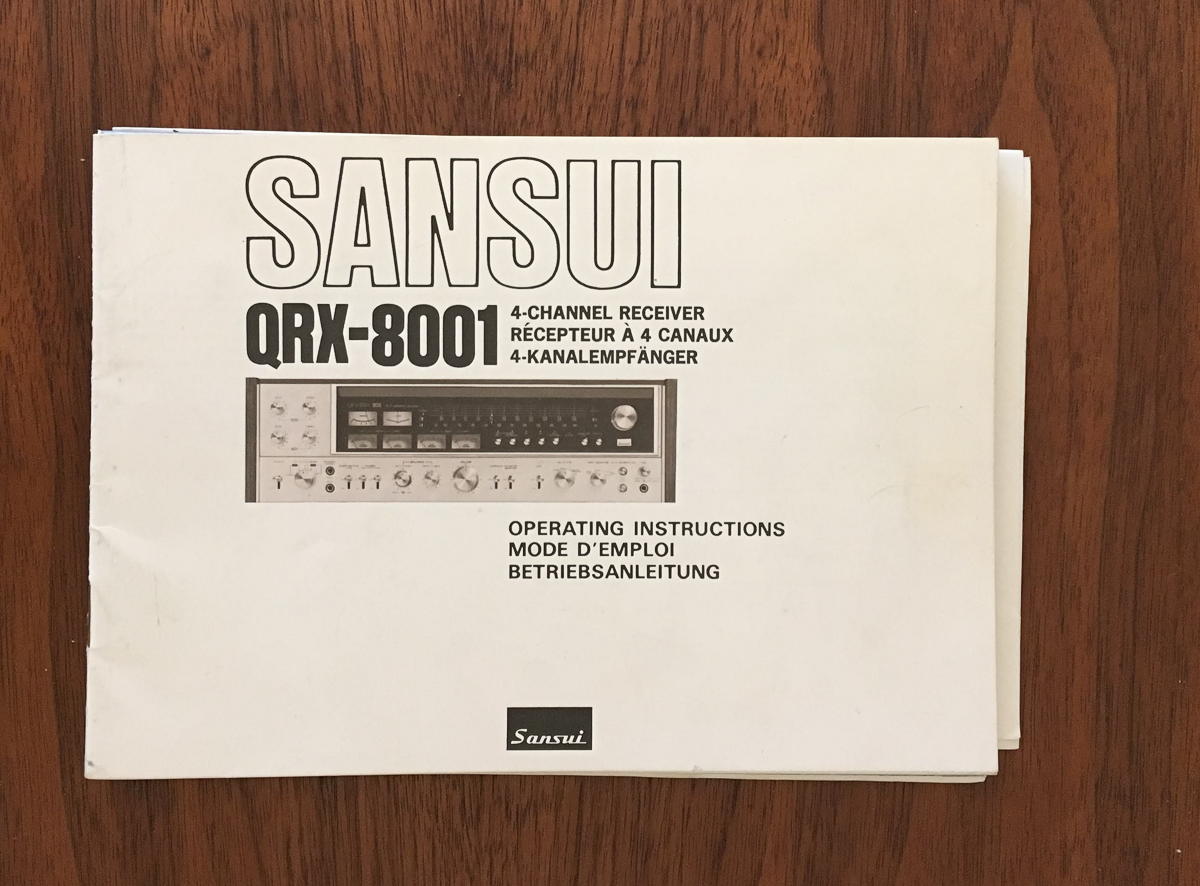 SANSUI
QRX-8001
4-CHANNEL RECEIVER
RÉCEPTEUR À 4 CANAUX
4-KANALEMPFÄNGER
OPERATING INSTRUCTIONS
MODE D'EMPLOI
BETRIEBSANLEITUNG
Sansui